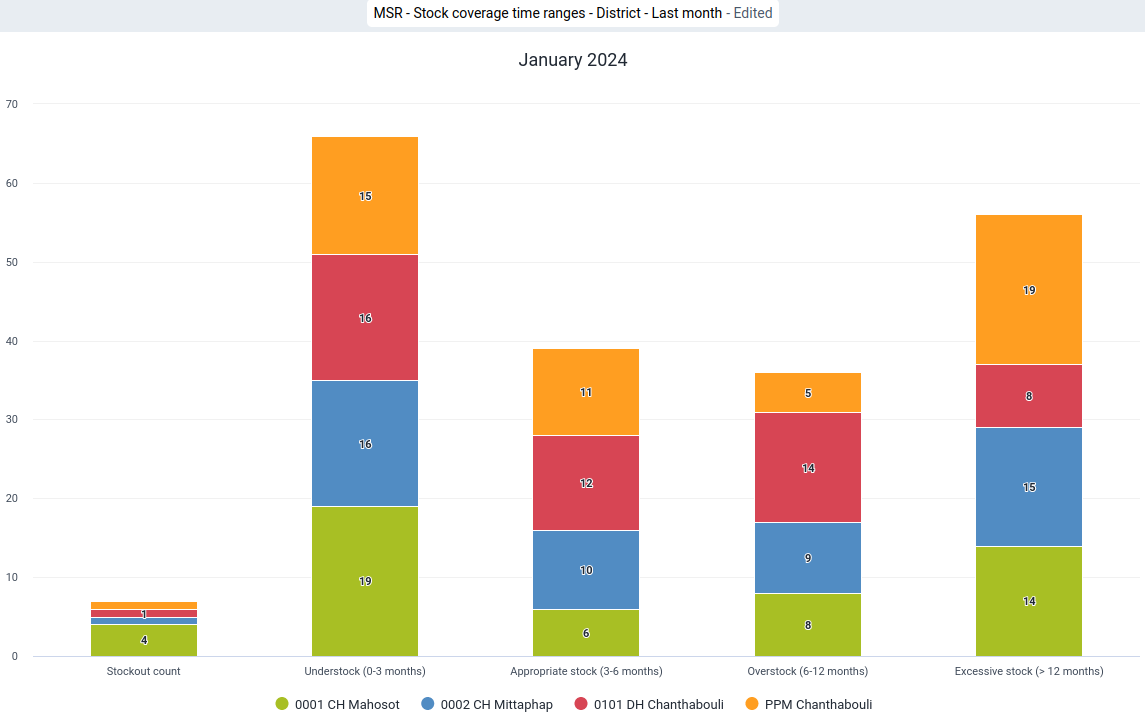 MSR - Stock coverage time ranges - District - Last month - Edited
January 2024
70
60
50
40
30
20
10
0
15
16
16
19
11
12
10
6
5
14
9
8
19
8
15
14
1
4
Stockout count
Understock (0-3 months)
Appropriate stock (3-6 months)
Overstock (6-12 months)
Excessive stock (> 12 months)
0001 CH Mahosot
0002 CH Mittaphap
0101 DH Chanthabouli
PPM Chanthabouli